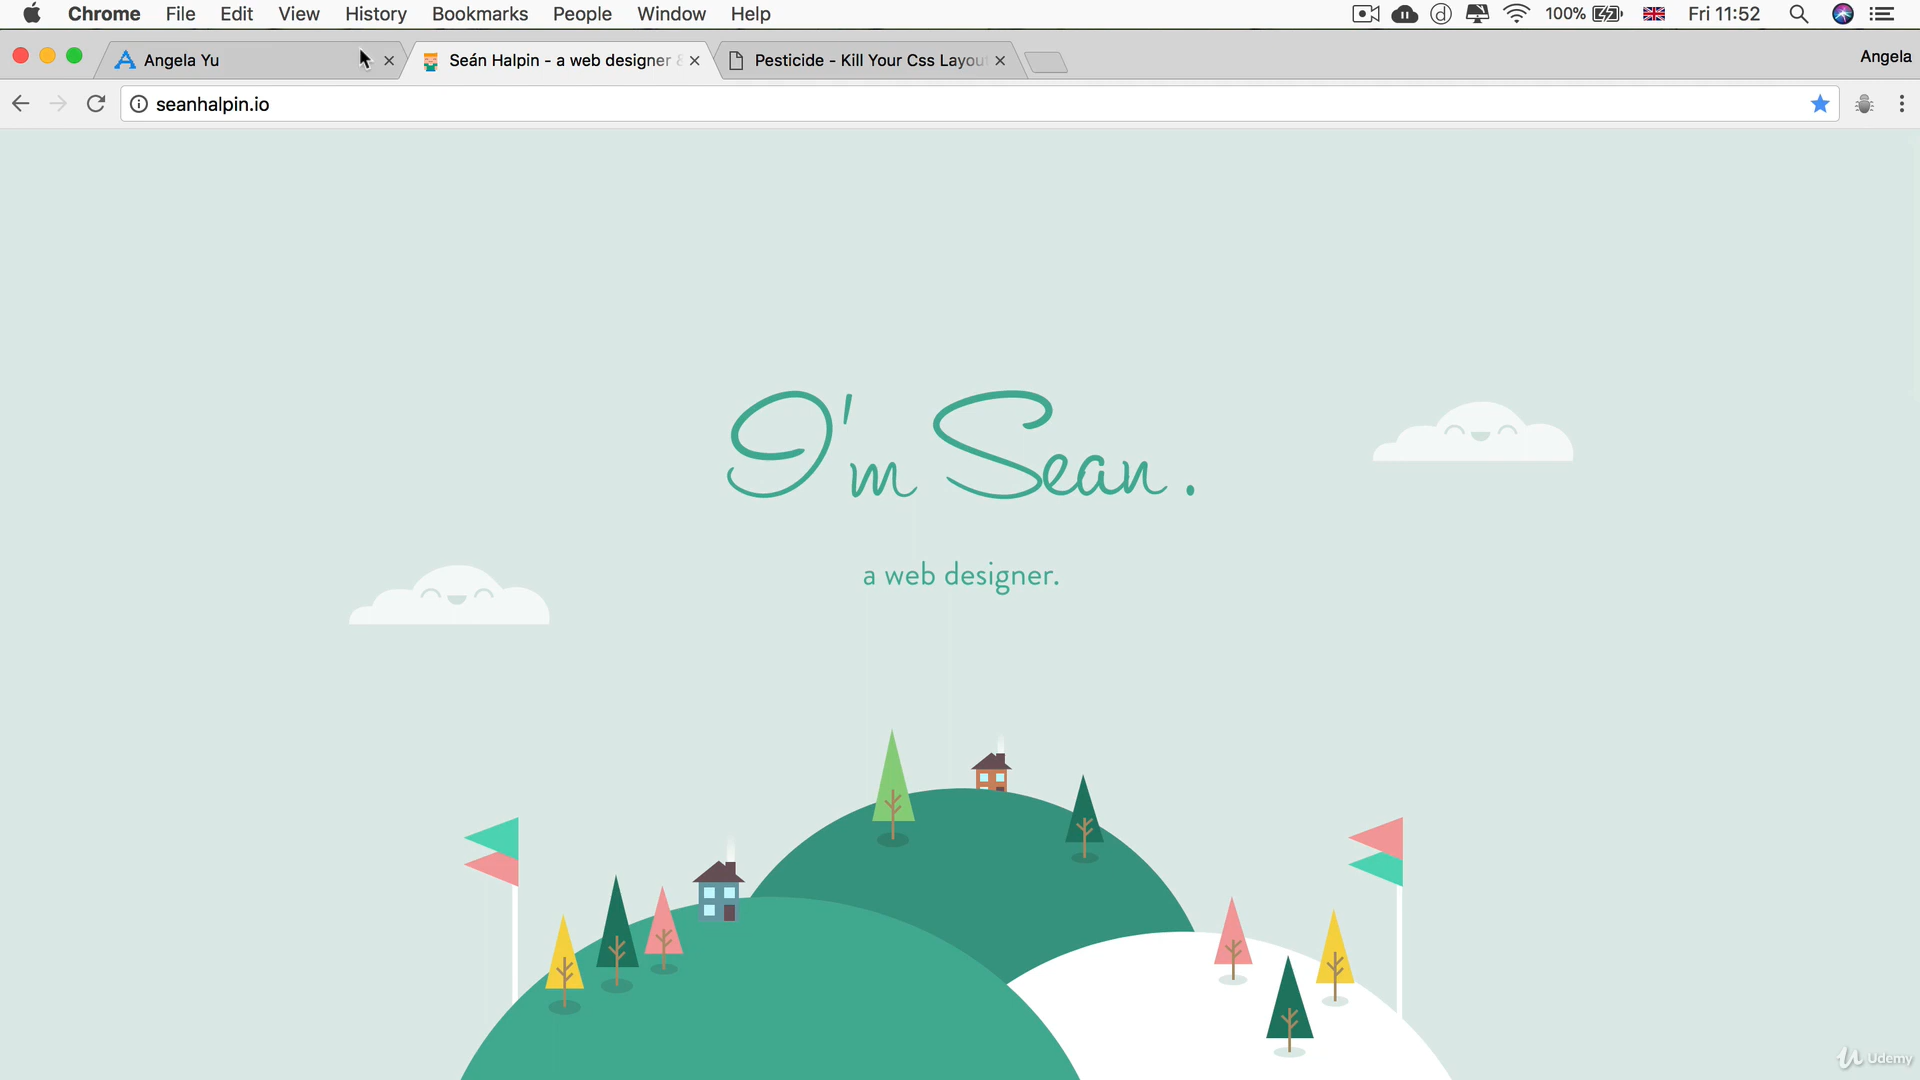 Chrome File Edit View History Bookmarks People Window Help 100% Fri 11:52
Angela Yu Seán Halpin - a web designer Pesticide - Kill Your Css Layou Angela
seanhalpin.io
I'm Sean.
a web designer.
Udemy